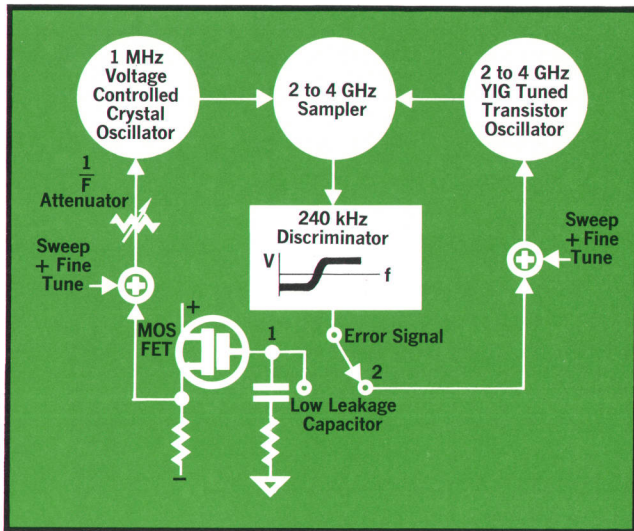 1 MHz
Voltage
Controlled
Crystal
Oscillator
2 to 4 GHz
Sampler
2 to 4 GHz
YIG Tuned
Transistor
Oscillator
1
F
Attenuator
Sweep
+ Fine
Tune
+
240 kHz
Discriminator
V
f
Sweep
+ Fine
Tune
+
+
MOS
FET
1
Error Signal
2
Low Leakage
Capacitor
−